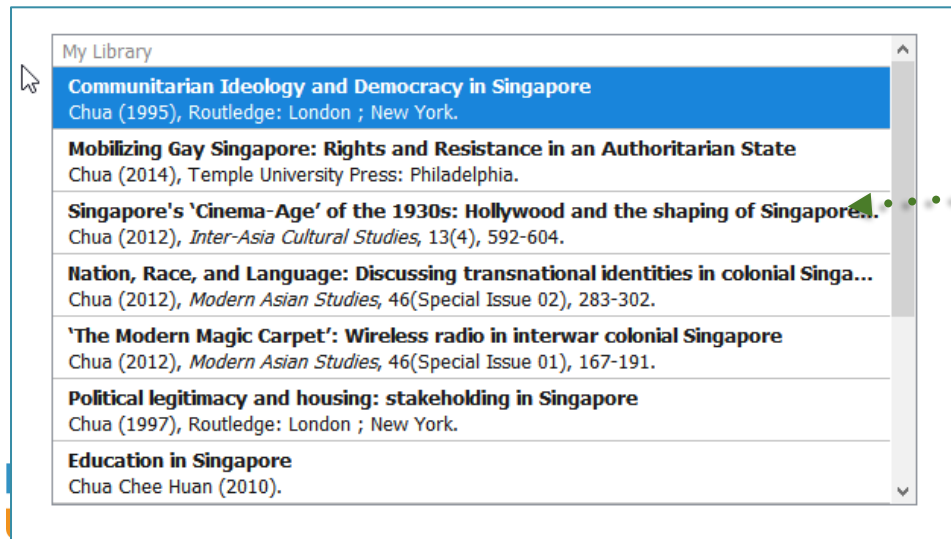 My Library
Communitarian Ideology and Democracy in Singapore
Chua (1995), Routledge: London ; New York.
Mobilizing Gay Singapore: Rights and Resistance in an Authoritarian State
Chua (2014), Temple University Press: Philadelphia.
Singapore's ‘Cinema-Age’ of the 1930s: Hollywood and the shaping of Singapore...
Chua (2012), Inter-Asia Cultural Studies, 13(4), 592-604.
Nation, Race, and Language: Discussing transnational identities in colonial Singa...
Chua (2012), Modern Asian Studies, 46(Special Issue 02), 283-302.
‘The Modern Magic Carpet’: Wireless radio in interwar colonial Singapore
Chua (2012), Modern Asian Studies, 46(Special Issue 01), 167-191.
Political legitimacy and housing: stakeholding in Singapore
Chua (1997), Routledge: London ; New York.
Education in Singapore
Chua Chee Huan (2010).